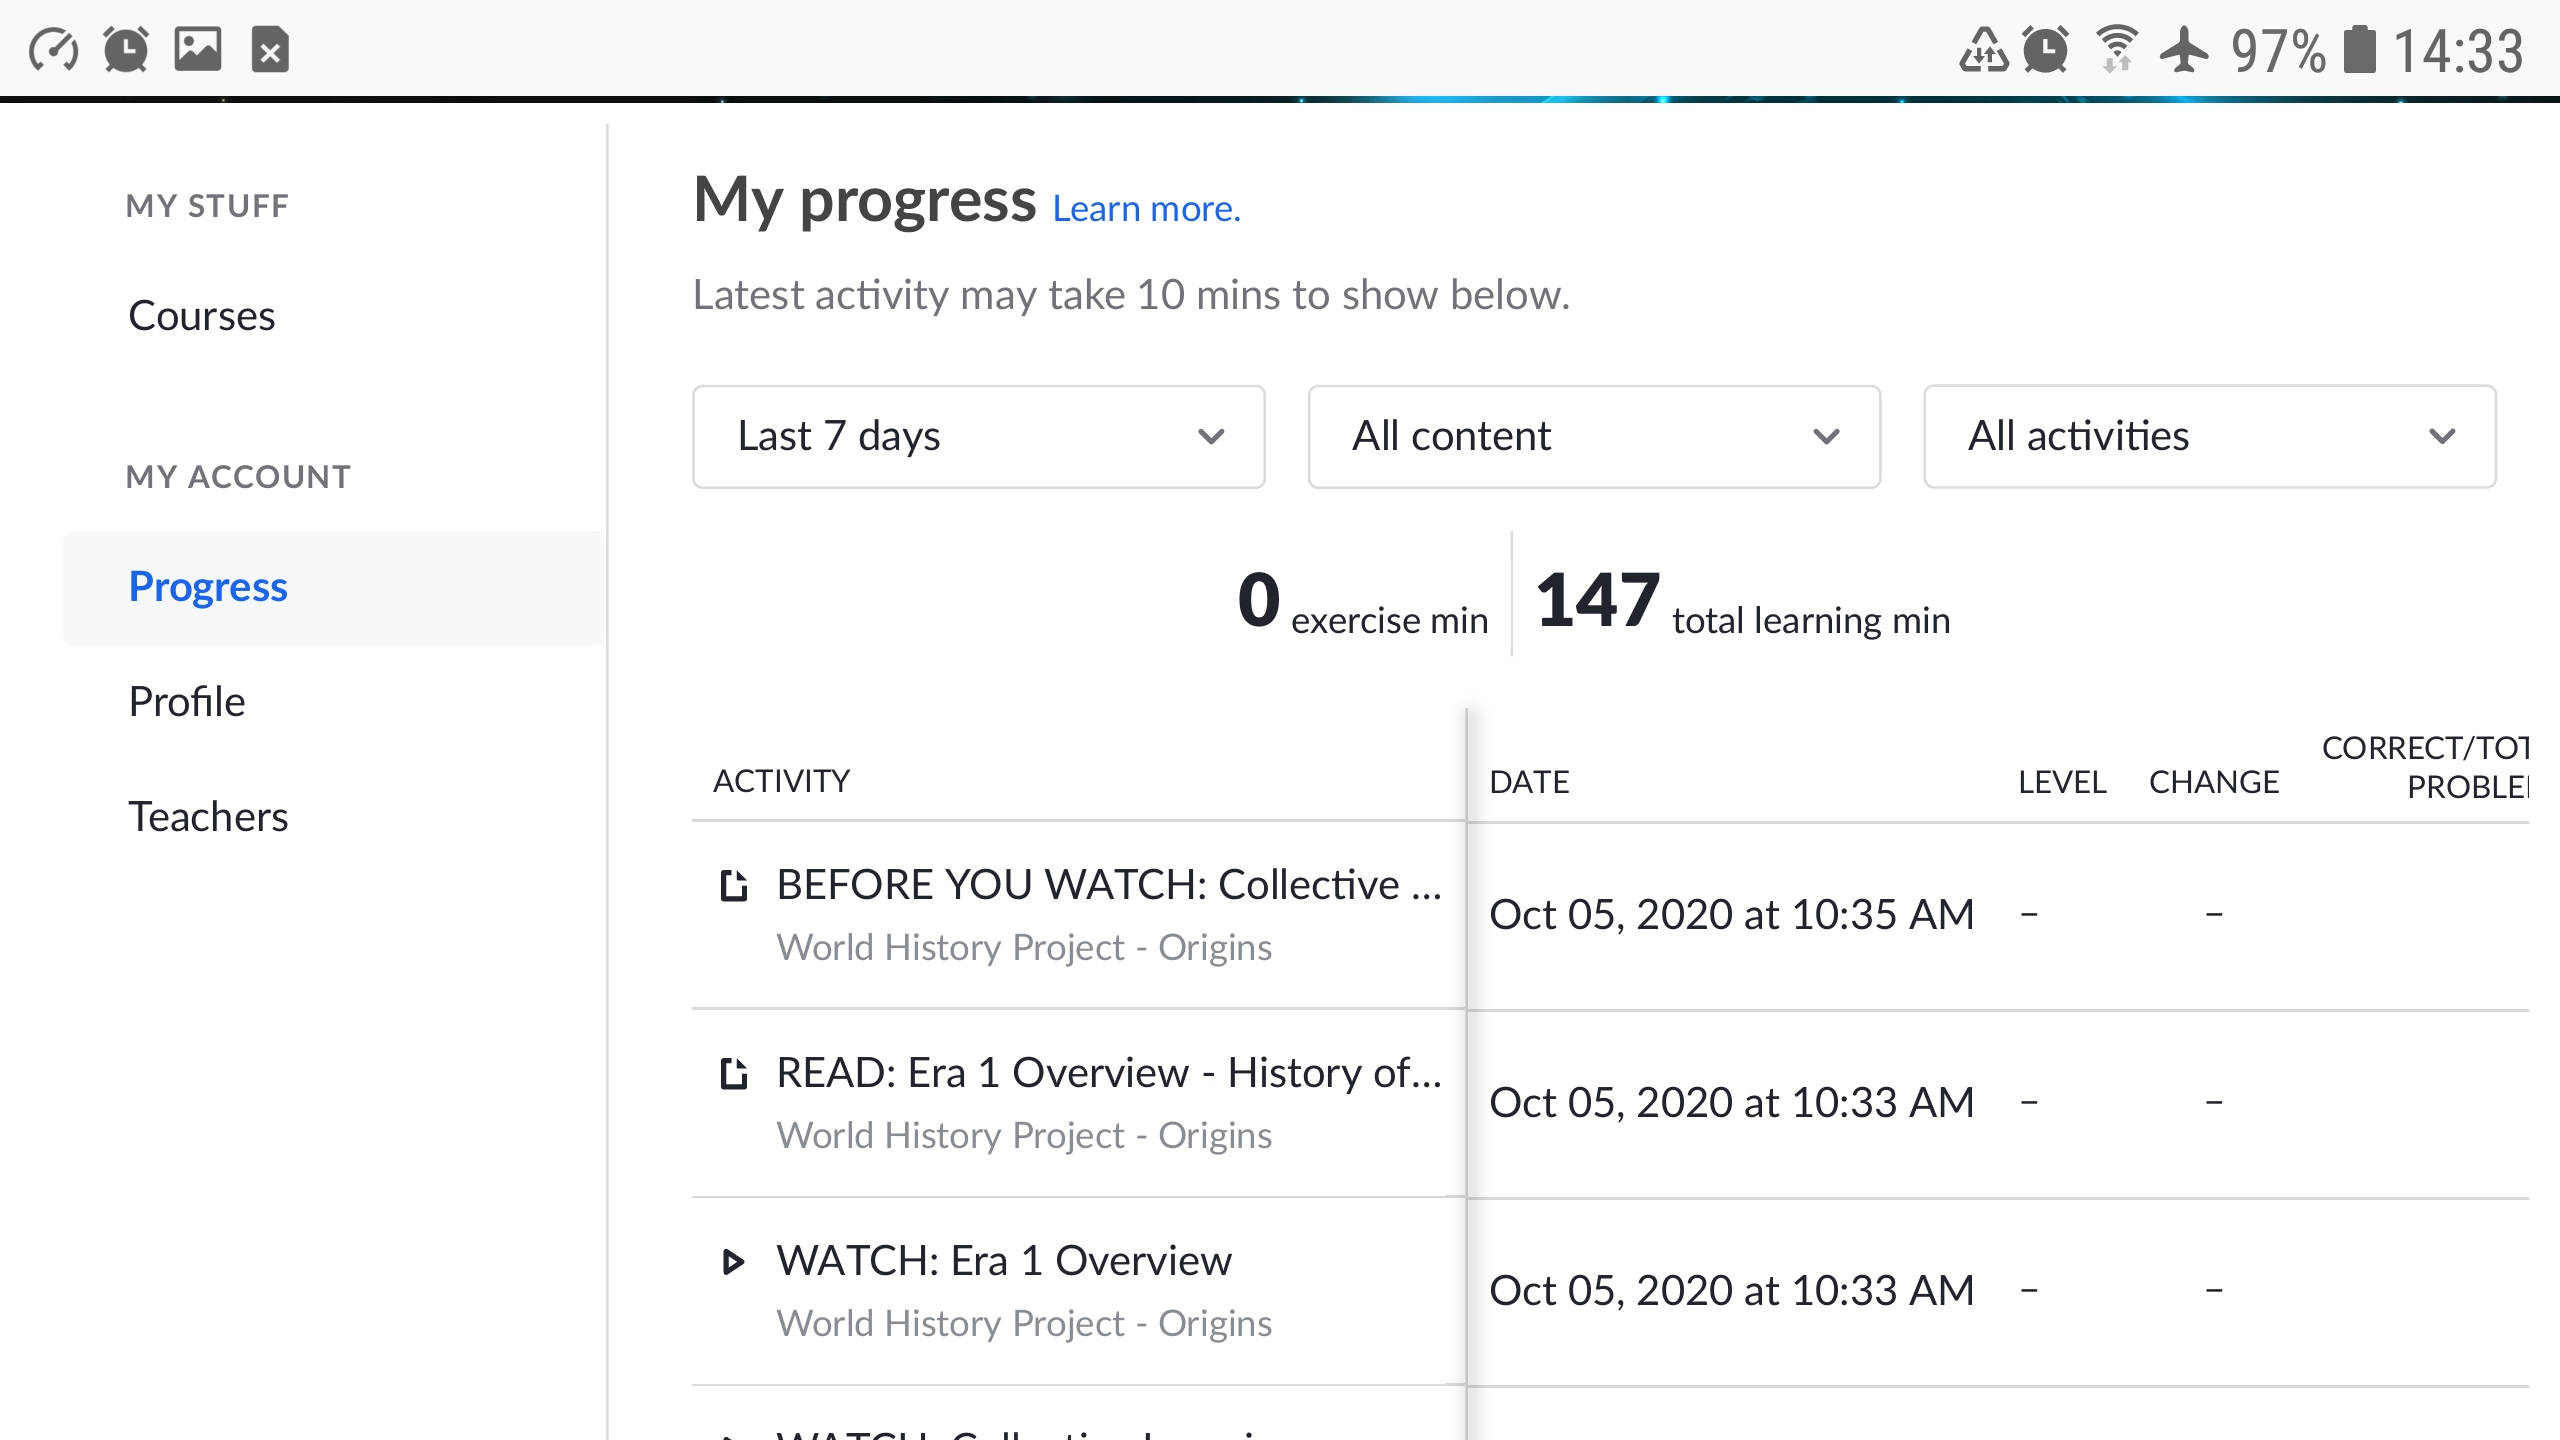 97% 14:33
MY STUFF
Courses
MY ACCOUNT
Progress
Profile
Teachers
My progress Learn more.
Latest activity may take 10 mins to show below.
Last 7 days
All content
All activities
0 exercise min
147 total learning min
ACTIVITY DATE LEVEL CHANGE CORRECT/TOT
PROBLE
BEFORE YOU WATCH: Collective ...
World History Project - Origins
Oct 05, 2020 at 10:35 AM – –
READ: Era 1 Overview - History of...
World History Project - Origins
Oct 05, 2020 at 10:33 AM – –
WATCH: Era 1 Overview
World History Project - Origins
Oct 05, 2020 at 10:33 AM – –